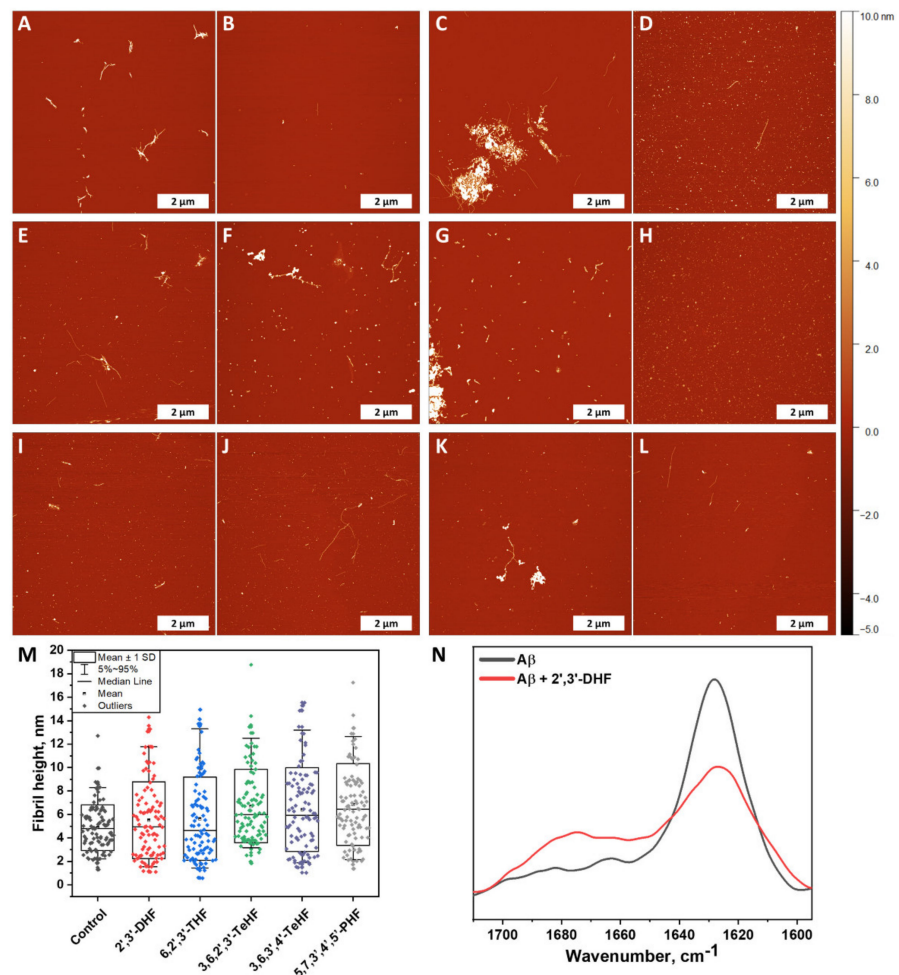 A B C D
10.0 nm
8.0
6.0
4.0
2.0
0.0
−2.0
−4.0
−5.0
2 μm 2 μm 2 μm 2 μm
E F G H
2 μm 2 μm 2 μm 2 μm
I J K L
2 μm 2 μm 2 μm 2 μm
M
Mean ± 1 SD
5%~95%
Median Line
Mean
Outliers
Fibril height, nm
20
18
16
14
12
10
8
6
4
2
0
Control
2',3'-DHF
6,2',3'-THF
3,6,2',3'-TeHF
3,6,3',4'-TeHF
5,7,3',4',5'-PHF
N
Aβ
Aβ + 2',3'-DHF
1700 1680 1660 1640 1620 1600
Wavenumber, cm-1